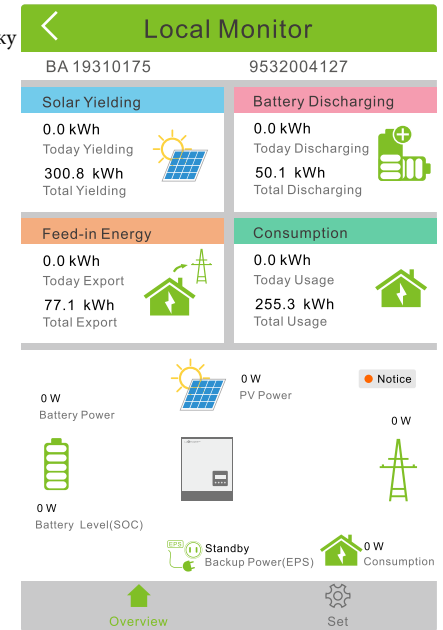 ку
Local Monitor
BA 19310175 9532004127
Solar Yielding
0.0 kWh
Today Yielding
300.8 kWh
Total Yielding
Battery Discharging
0.0 kWh
Today Discharging
50.1 kWh
Total Discharging
Feed-in Energy
0.0 kWh
Today Export
77.1 kWh
Total Export
Consumption
0.0 kWh
Today Usage
255.3 kWh
Total Usage
0 W
PV Power
Notice
0 W
Battery Power
0 W
0 W
Battery Level(SOC)
EPS
Standby
Backup Power(EPS)
0 W
Consumption
Overview
Set